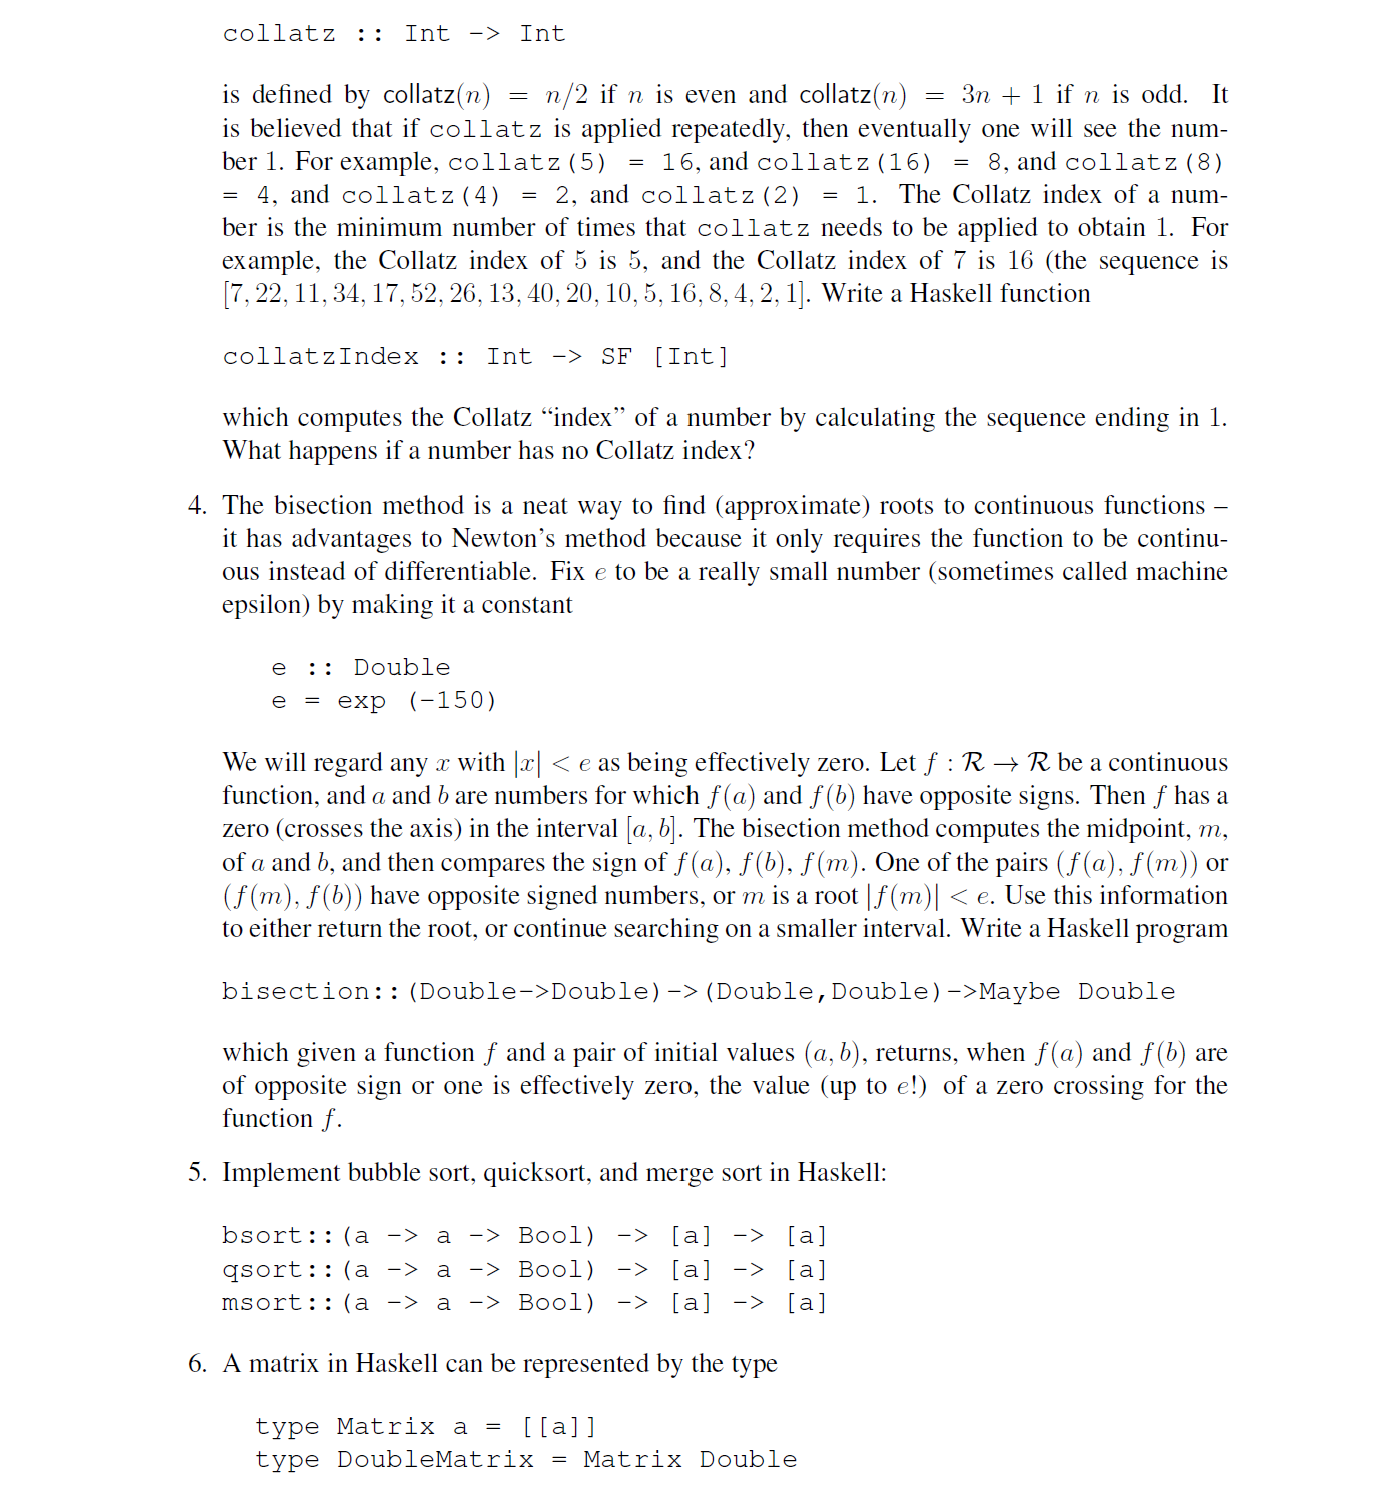 collatz :: Int -> Int
is defined by collatz(n) = n/2 if n is even and collatz(n) = 3n + 1 if n is odd. It
is believed that if collatz is applied repeatedly, then eventually one will see the num-
ber 1. For example, collatz(5) = 16, and collatz(16) = 8, and collatz(8)
= 4, and collatz(4) = 2, and collatz(2) = 1. The Collatz index of a num-
ber is the minimum number of times that collatz needs to be applied to obtain 1. For
example, the Collatz index of 5 is 5, and the Collatz index of 7 is 16 (the sequence is
[7, 22, 11, 34, 17, 52, 26, 13, 40, 20, 10, 5, 16, 8, 4, 2, 1]. Write a Haskell function
collatzIndex :: Int -> SF [Int]
which computes the Collatz “index” of a number by calculating the sequence ending in 1.
What happens if a number has no Collatz index?
4. The bisection method is a neat way to find (approximate) roots to continuous functions –
it has advantages to Newton’s method because it only requires the function to be continu-
ous instead of differentiable. Fix e to be a really small number (sometimes called machine
epsilon) by making it a constant
e :: Double
e = exp (-150)
We will regard any x with |x| < e as being effectively zero. Let f : R → R be a continuous
function, and a and b are numbers for which f(a) and f(b) have opposite signs. Then f has a
zero (crosses the axis) in the interval [a, b]. The bisection method computes the midpoint, m,
of a and b, and then compares the sign of f(a), f(b), f(m). One of the pairs (f(a), f(m)) or
(f(m), f(b)) have opposite signed numbers, or m is a root |f(m)| < e. Use this information
to either return the root, or continue searching on a smaller interval. Write a Haskell program
bisection::(Double->Double)->(Double,Double)->Maybe Double
which given a function f and a pair of initial values (a, b), returns, when f(a) and f(b) are
of opposite sign or one is effectively zero, the value (up to e!) of a zero crossing for the
function f.
5. Implement bubble sort, quicksort, and merge sort in Haskell:
bsort::(a -> a -> Bool) -> [a] -> [a]
qsort::(a -> a -> Bool) -> [a] -> [a]
msort::(a -> a -> Bool) -> [a] -> [a]
6. A matrix in Haskell can be represented by the type
type Matrix a = [[a]]
type DoubleMatrix = Matrix Double